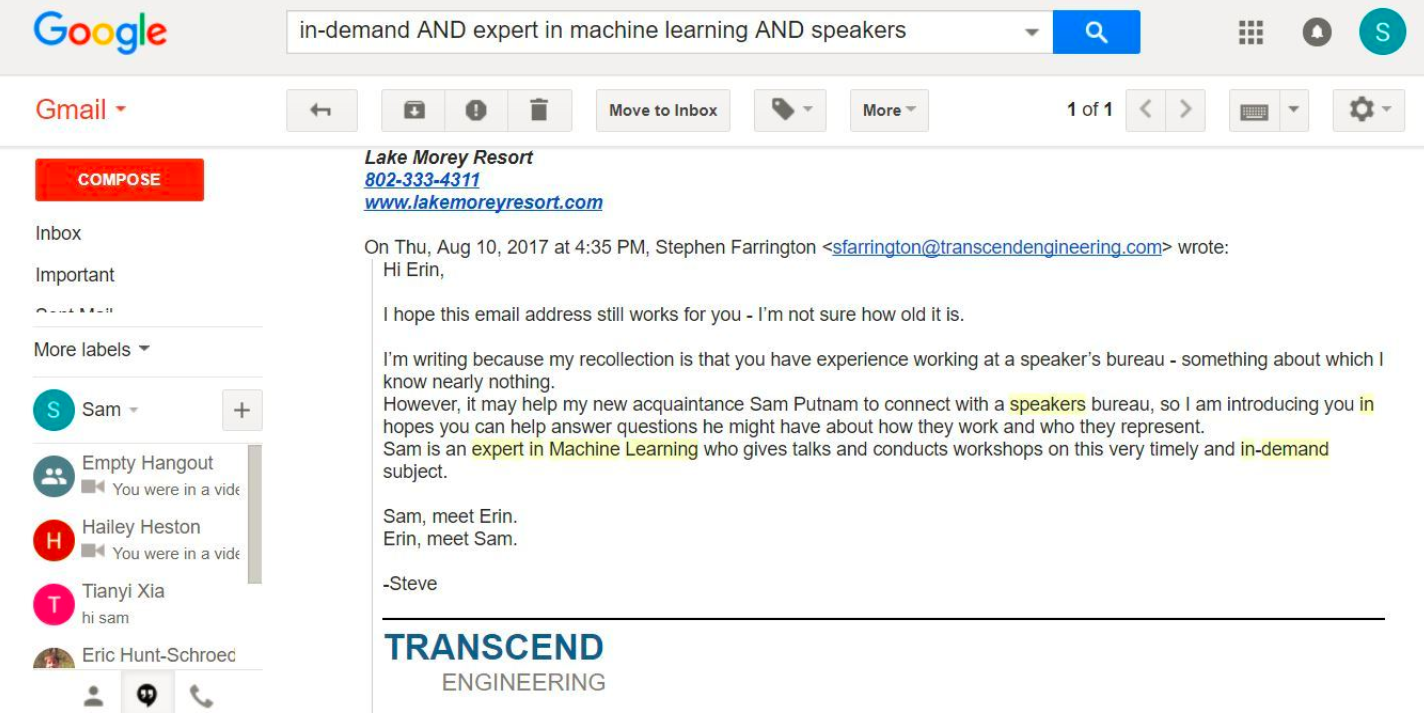 Google
in-demand AND expert in machine learning AND speakers
S
Gmail
Move to Inbox
More
1 of 1
COMPOSE
Inbox
Important
Sent Mail
More labels
S Sam +
Empty Hangout
You were in a vide
H Hailey Heston
You were in a vide
T Tianyi Xia
hi sam
Eric Hunt-Schroed
Lake Morey Resort
802-333-4311
www.lakemoreyresort.com
On Thu, Aug 10, 2017 at 4:35 PM, Stephen Farrington <sfarrington@transcendengineering.com> wrote:
Hi Erin,
I hope this email address still works for you - I'm not sure how old it is.
I'm writing because my recollection is that you have experience working at a speaker's bureau - something about which I
know nearly nothing.
However, it may help my new acquaintance Sam Putnam to connect with a speakers bureau, so I am introducing you in
hopes you can help answer questions he might have about how they work and who they represent.
Sam is an expert in Machine Learning who gives talks and conducts workshops on this very timely and in-demand
subject.
Sam, meet Erin.
Erin, meet Sam.
-Steve
TRANSCEND
ENGINEERING